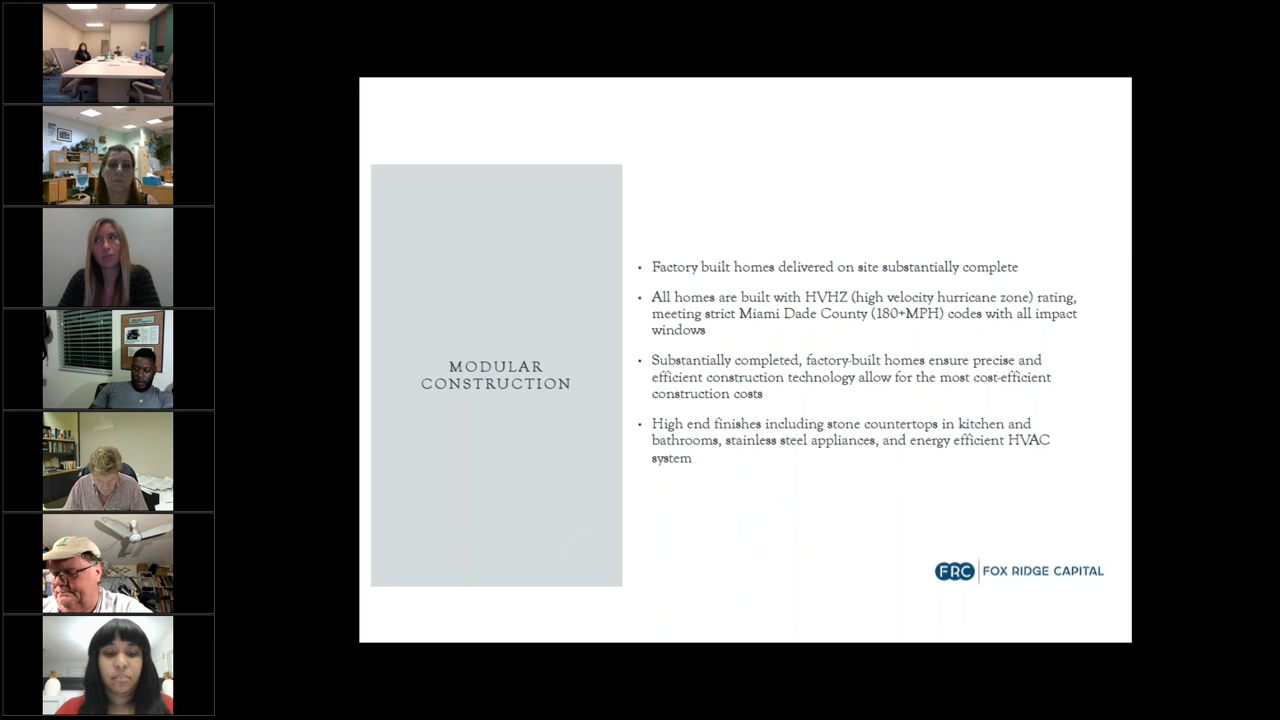 MODULAR
CONSTRUCTION
• Factory built homes delivered on site substantially complete
• All homes are built with HVHZ (high velocity hurricane zone) rating,
meeting strict Miami Dade County (180+MPH) codes with all impact
windows
• Substantially completed, factory-built homes ensure precise and
efficient construction technology allow for the most cost-efficient
construction costs
• High end finishes including stone countertops in kitchen and
bathrooms, stainless steel appliances, and energy efficient HVAC
system
FRC FOX RIDGE CAPITAL